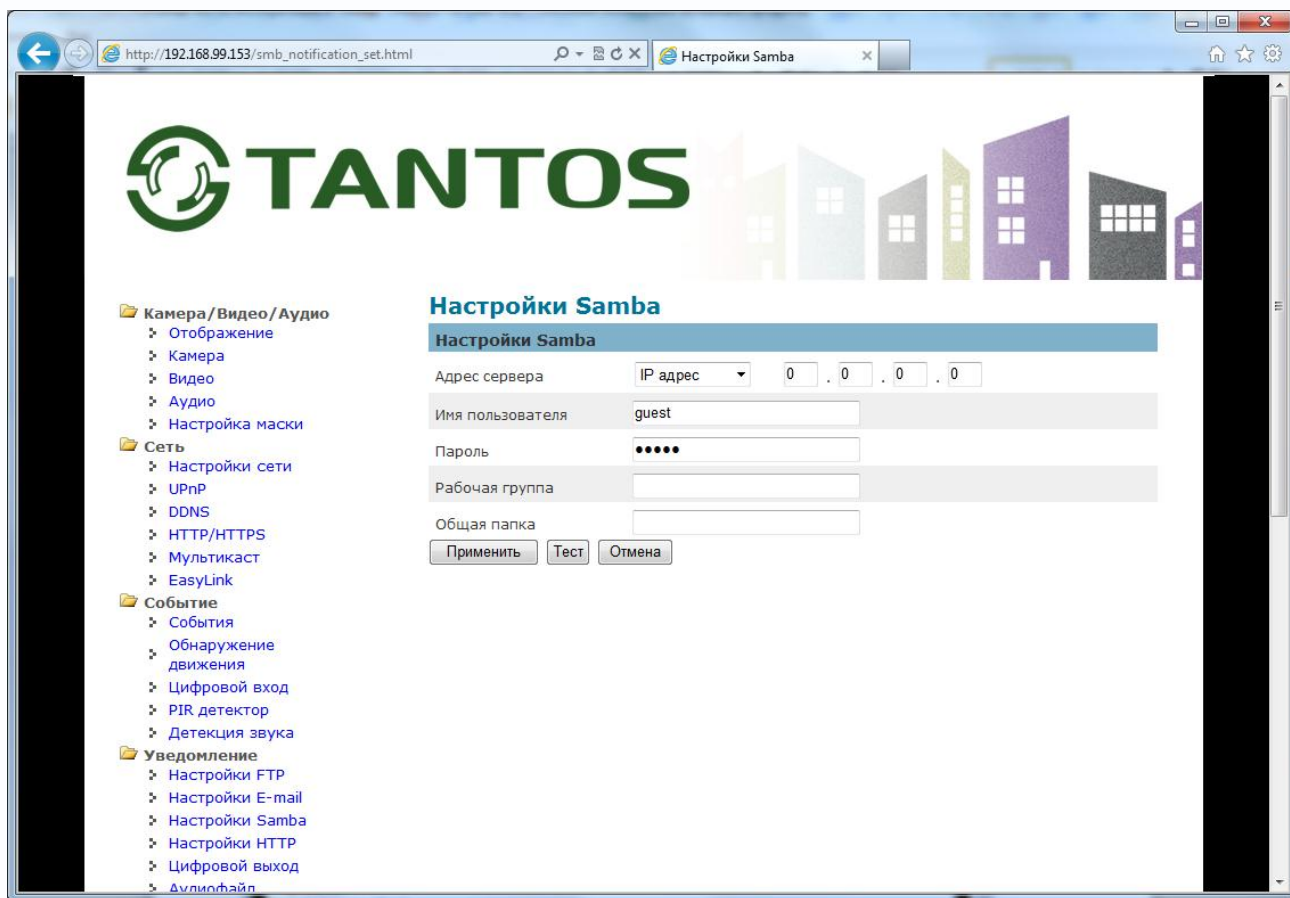 http://192.168.99.153/smb_notification_set.html
Настройки Samba
TANTOS
Камера/Видео/Аудио
Отображение
Камера
Видео
Аудио
Настройка маски
Сеть
Настройки сети
UPnP
DDNS
HTTP/HTTPS
Мультикаст
EasyLink
Событие
События
Обнаружение
движения
Цифровой вход
PIR детектор
Детекция звука
Уведомление
Настройки FTP
Настройки E-mail
Настройки Samba
Настройки HTTP
Цифровой выход
Аудиофайл
Настройки Samba
Настройки Samba
Адрес сервера IP адрес 0 . 0 . 0 . 0
Имя пользователя guest
Пароль •••••
Рабочая группа
Общая папка
Применить Тест Отмена